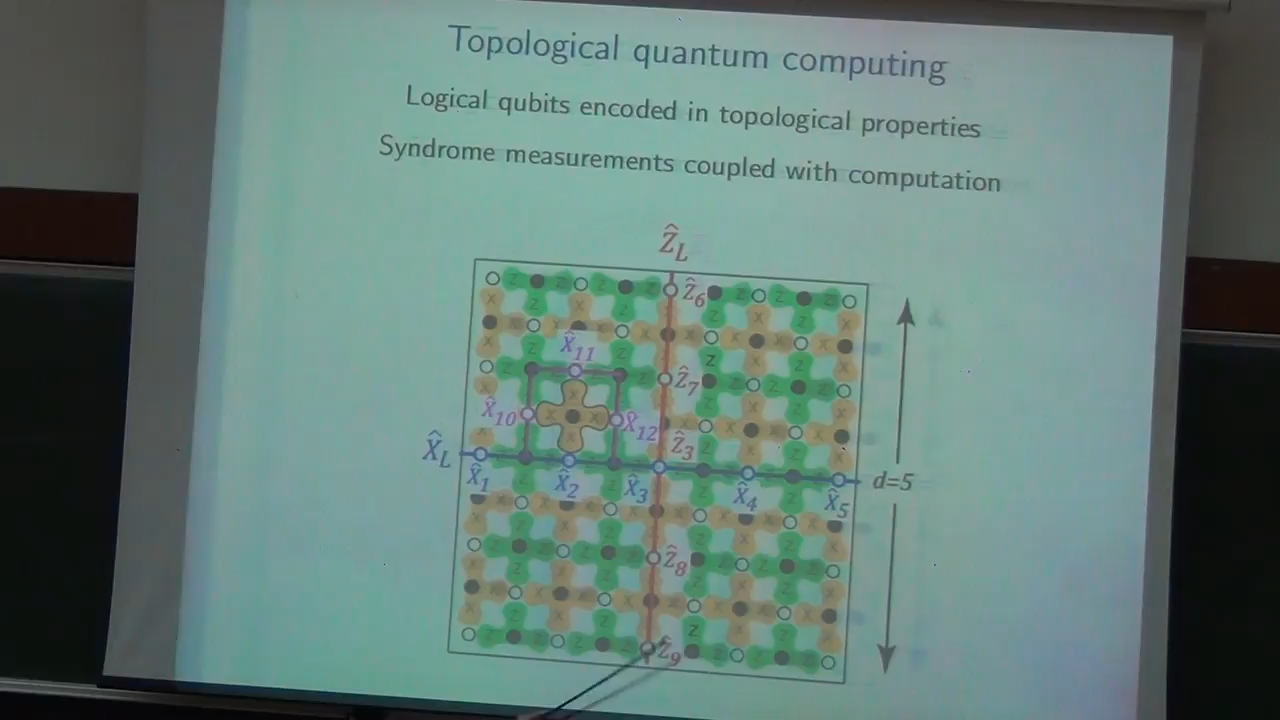 Topological quantum computing
Logical qubits encoded in topological properties
Syndrome measurements coupled with computation
Ẑ_L
Ẑ_6
X̂_11
Ẑ_7
X̂_10
X̂_12
Ẑ_3
X̂_L
X̂_1
X̂_2
X̂_3
X̂_4
X̂_5
d=5
Ẑ_8
Ẑ_9